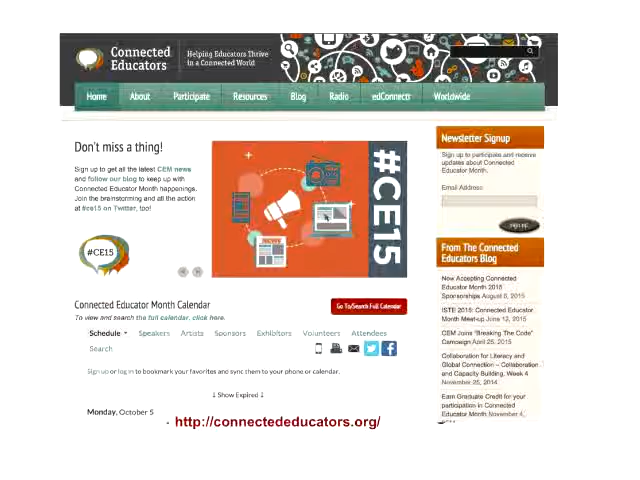 Connected
Educators
Helping Educators Thrive
in a Connected World
Home About Participate Resources Blog Radio edConnectr Worldwide
Don't miss a thing!
Sign up to get all the latest CEM news
and follow our blog to keep up with
Connected Educator Month happenings.
Join the brainstorming and all the action
at #ce15 on Twitter, too!
#CE15
NEWS
#CE15
Newsletter Signup
Sign up to participate and receive
updates about Connected
Educator Month.
Email Address
SIGN UP
From The Connected
Educators Blog
Now Accepting Connected
Educator Month 2016
Sponsorships August 6, 2015
ISTE 2015: Connected Educator
Month Meet-up June 12, 2015
CEM Joins "Breaking The Code"
Campaign April 25, 2015
Collaboration for Literacy and
Global Connection – Collaboration
and Capacity Building, Week 4
November 25, 2014
Earn Graduate Credit for your
participation in Connected
Educator Month November 4,
Connected Educator Month Calendar
Go To/Search Full Calendar
To view and search the full calendar, click here.
Schedule Speakers Artists Sponsors Exhibitors Volunteers Attendees
Search
Sign up or log in to bookmark your favorites and sync them to your phone or calendar.
↓ Show Expired ↓
Monday, October 5
- http://connectededucators.org/